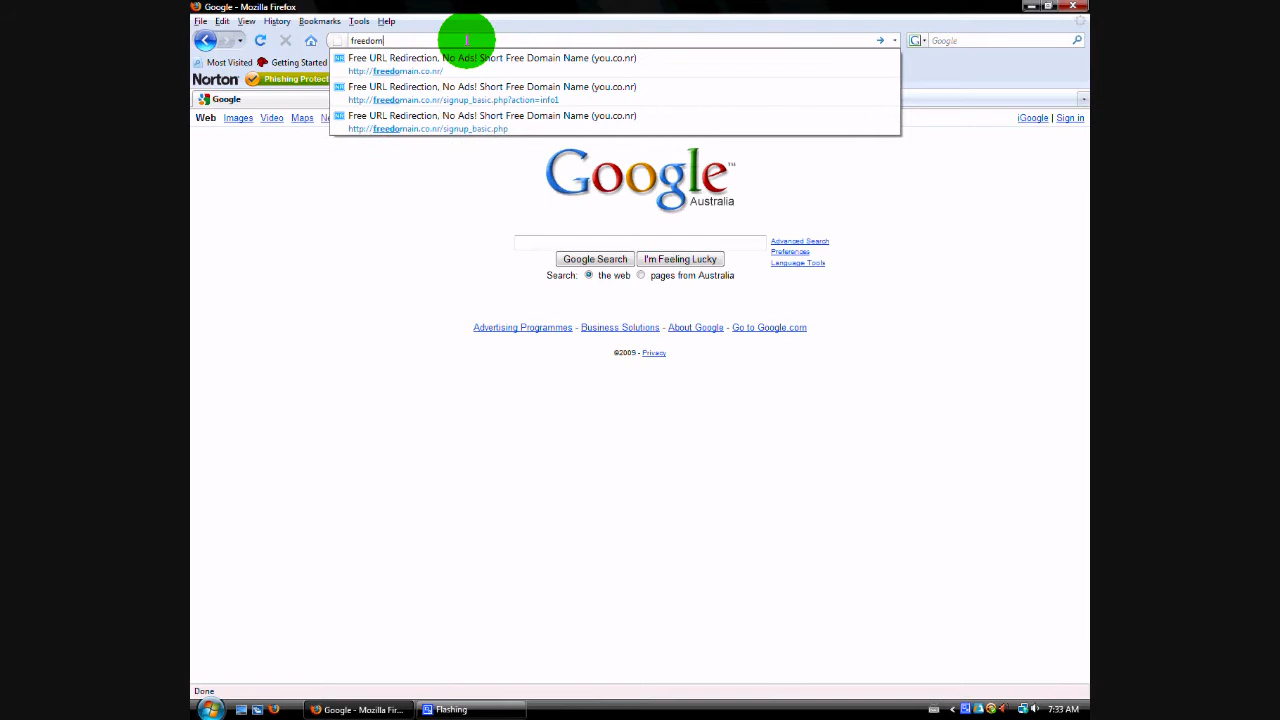 Google - Mozilla Firefox
File Edit View History Bookmarks Tools Help
freedom
Google
Most Visited Getting Started
Free URL Redirection, No Ads! Short Free Domain Name (you.co.nr)
http://freedomain.co.nr/
Free URL Redirection, No Ads! Short Free Domain Name (you.co.nr)
http://freedomain.co.nr/signup_basic.php?action=info1
Free URL Redirection, No Ads! Short Free Domain Name (you.co.nr)
http://freedomain.co.nr/signup_basic.php
Norton Phishing Protec
Google
Web Images Video Maps iGoogle | Sign in
Google™
Australia
Advanced Search
Preferences
Language Tools
Google Search I'm Feeling Lucky
Search: the web pages from Australia
Advertising Programmes - Business Solutions - About Google - Go to Google.com
©2009 - Privacy
Done
Google - Mozilla Fir... Flashing 7:33 AM